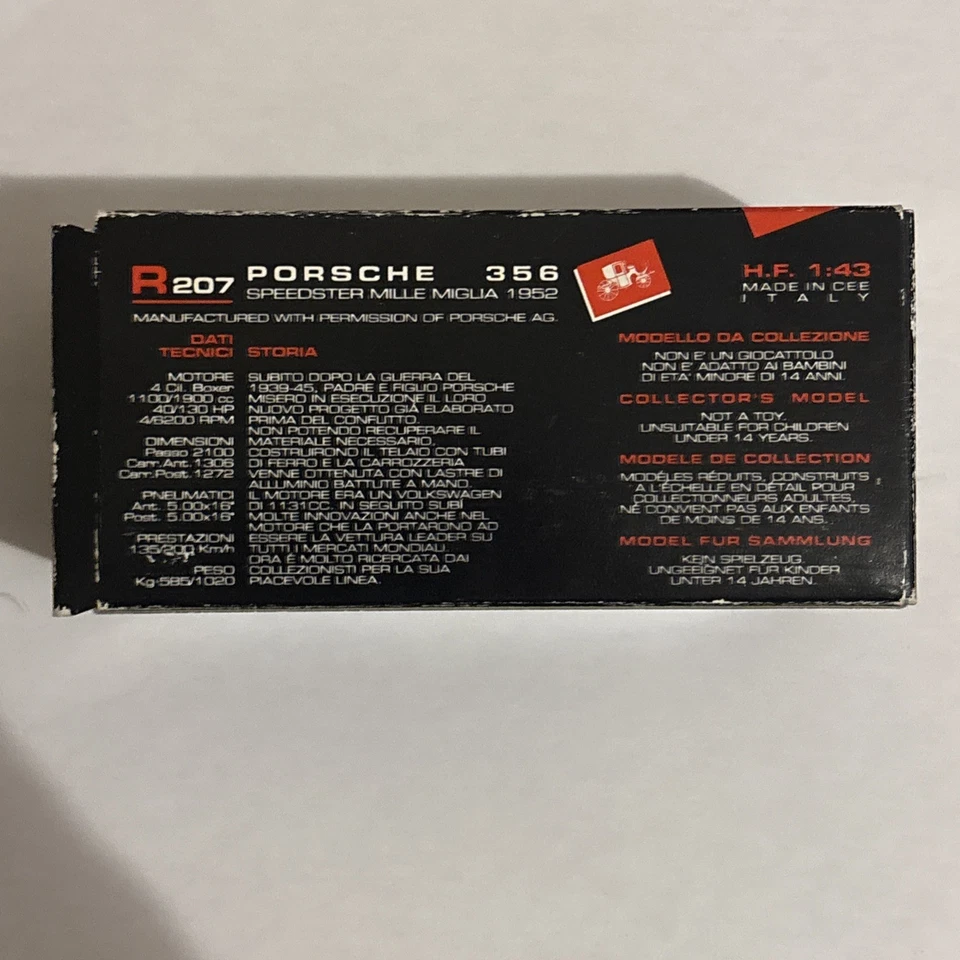 R207 PORSCHE 356
SPEEDSTER MILLE MIGLIA 1952
MANUFACTURED WITH PERMISSION OF PORSCHE AG.
H.F. 1:43
MADE IN CEE
ITALY
DATI
TECNICI
MOTORE
4 Cil. Boxer
1100/1900 cc
40/130 HP
4/6200 RPM
DIMENSIONI
Passo 2100
Carr.Ant. 1306
Carr.Post. 1272
PNEUMATICI
Ant. 5.00x16"
Post. 5.00x16"
PRESTAZIONI
135/200 Km/h
PESO
Kg.585/1020
STORIA
SUBITO DOPO LA GUERRA DEL
1939-45, PADRE E FIGLIO PORSCHE
MISERO IN ESECUZIONE IL LORO
NUOVO PROGETTO GIÀ ELABORATO
PRIMA DEL CONFLITTO.
NON POTENDO RECUPERARE IL
MATERIALE NECESSARIO,
COSTRUIRONO IL TELAIO CON TUBI
DI FERRO E LA CARROZZERIA
VENNE OTTENUTA CON LASTRE DI
ALLUMINIO BATTUTE A MANO.
IL MOTORE ERA UN VOLKSWAGEN
DI 1131CC. IN SEGUITO SUBÌ
MOLTE INNOVAZIONI ANCHE NEL
MOTORE CHE LA PORTARONO AD
ESSERE LA VETTURA LEADER SU
TUTTI I MERCATI MONDIALI.
ORA È MOLTO RICERCATA DAI
COLLEZIONISTI PER LA SUA
PIACEVOLE LINEA.
MODELLO DA COLLEZIONE
NON E' UN GIOCATTOLO
NON E' ADATTO AI BAMBINI
DI ETA' MINORE DI 14 ANNI.
COLLECTOR'S MODEL
NOT A TOY.
UNSUITABLE FOR CHILDREN
UNDER 14 YEARS.
MODELE DE COLLECTION
MODÈLES RÉDUITS, CONSTRUITS
A L'ECHELLE EN DÉTAIL POUR
COLLECTIONNEURS ADULTES,
NE CONVIENT PAS AUX ENFANTS
DE MOINS DE 14 ANS.
MODEL FUR SAMMLUNG
KEIN SPIELZEUG
UNGEEIGNET FUR KINDER
UNTER 14 JAHREN.